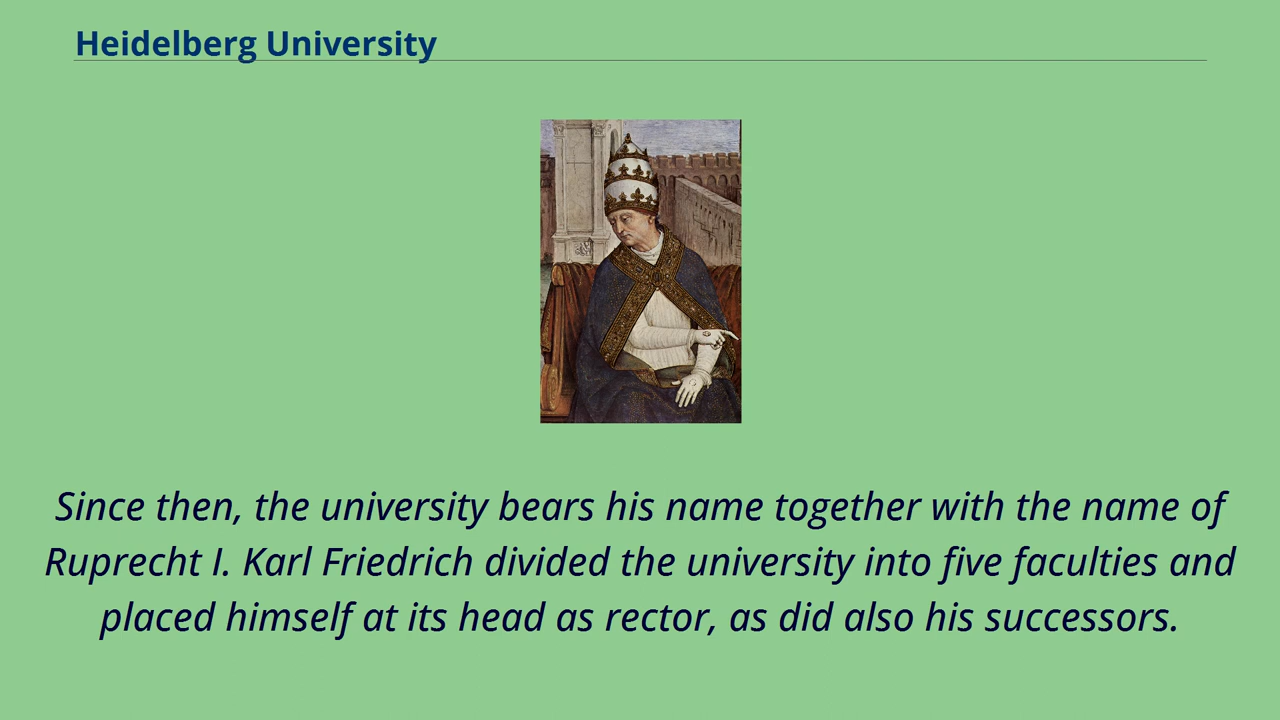 Heidelberg University
Since then, the university bears his name together with the name of
Ruprecht I. Karl Friedrich divided the university into five faculties and
placed himself at its head as rector, as did also his successors.